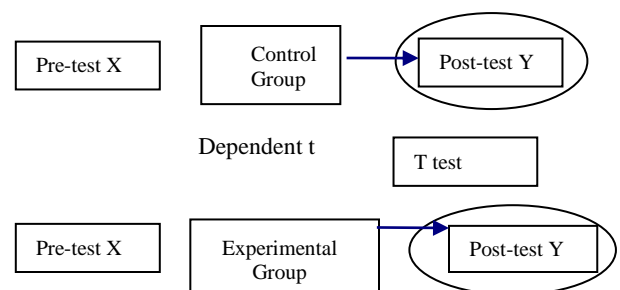 Pre-test X
Control
Group
Post-test Y
Dependent t
T test
Pre-test X
Experimental
Group
Post-test Y